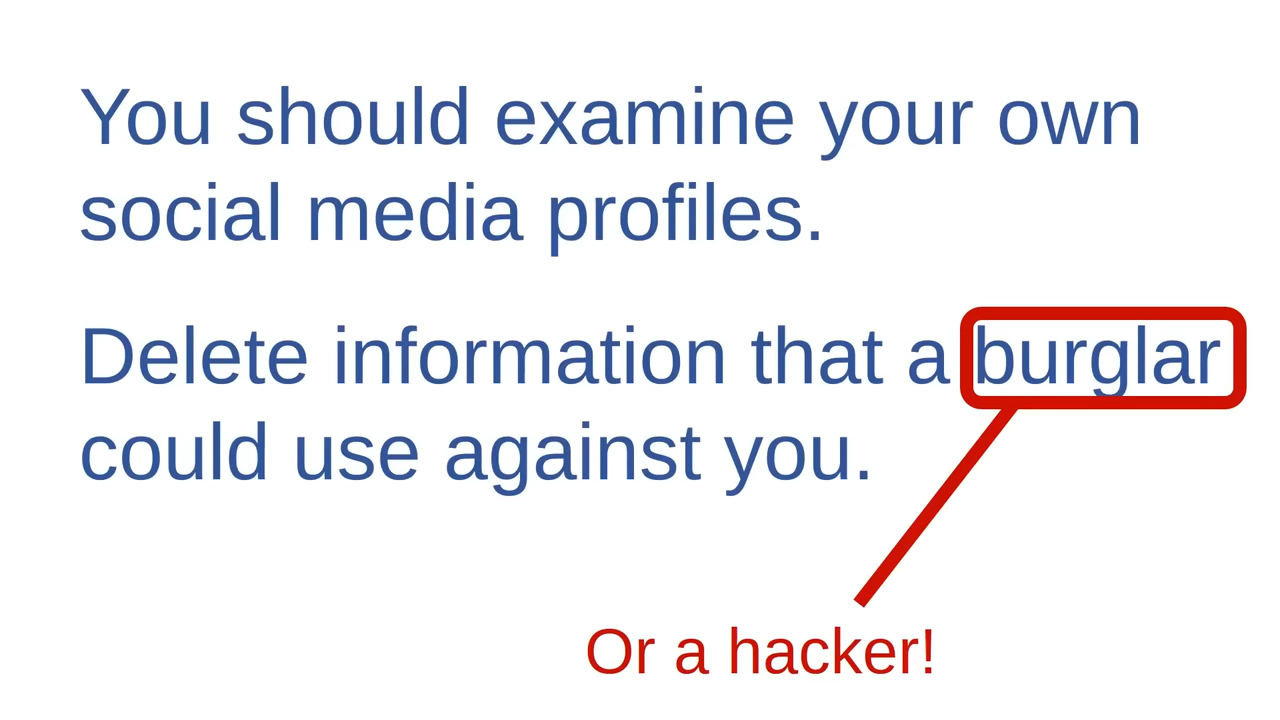 You should examine your own
social media profiles.
Delete information that a burglar
could use against you.
Or a hacker!